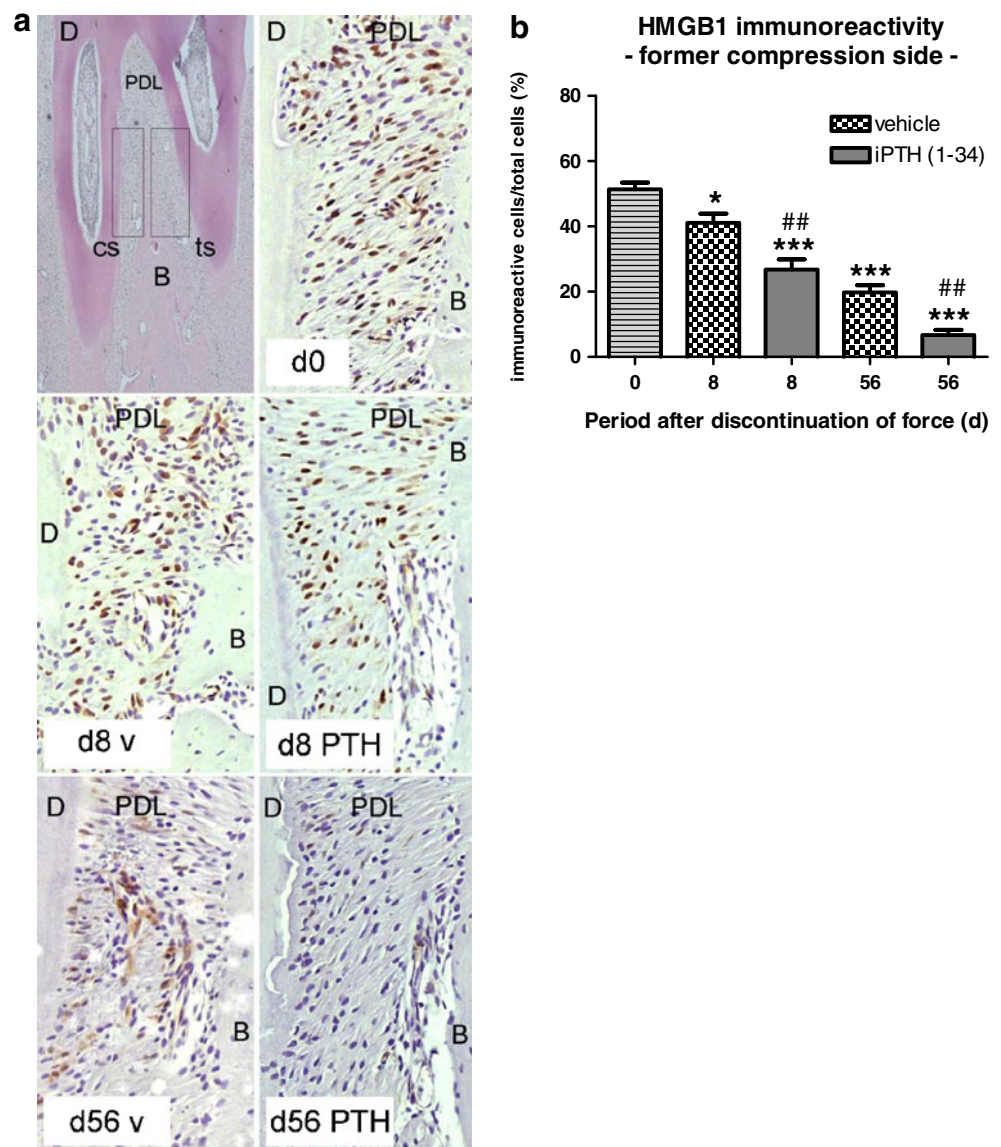 a
D
PDL
cs
ts
B
D
PDL
B
d0
PDL
D
B
d8 v
PDL
B
D
d8 PTH
D
PDL
B
d56 v
D
PDL
B
d56 PTH
b
HMGB1 immunoreactivity
- former compression side -
immunoreactive cells/total cells (%)
80
60
40
20
0
vehicle
iPTH (1-34)
*
##
***
***
##
***
0 8 8 56 56
Period after discontinuation of force (d)